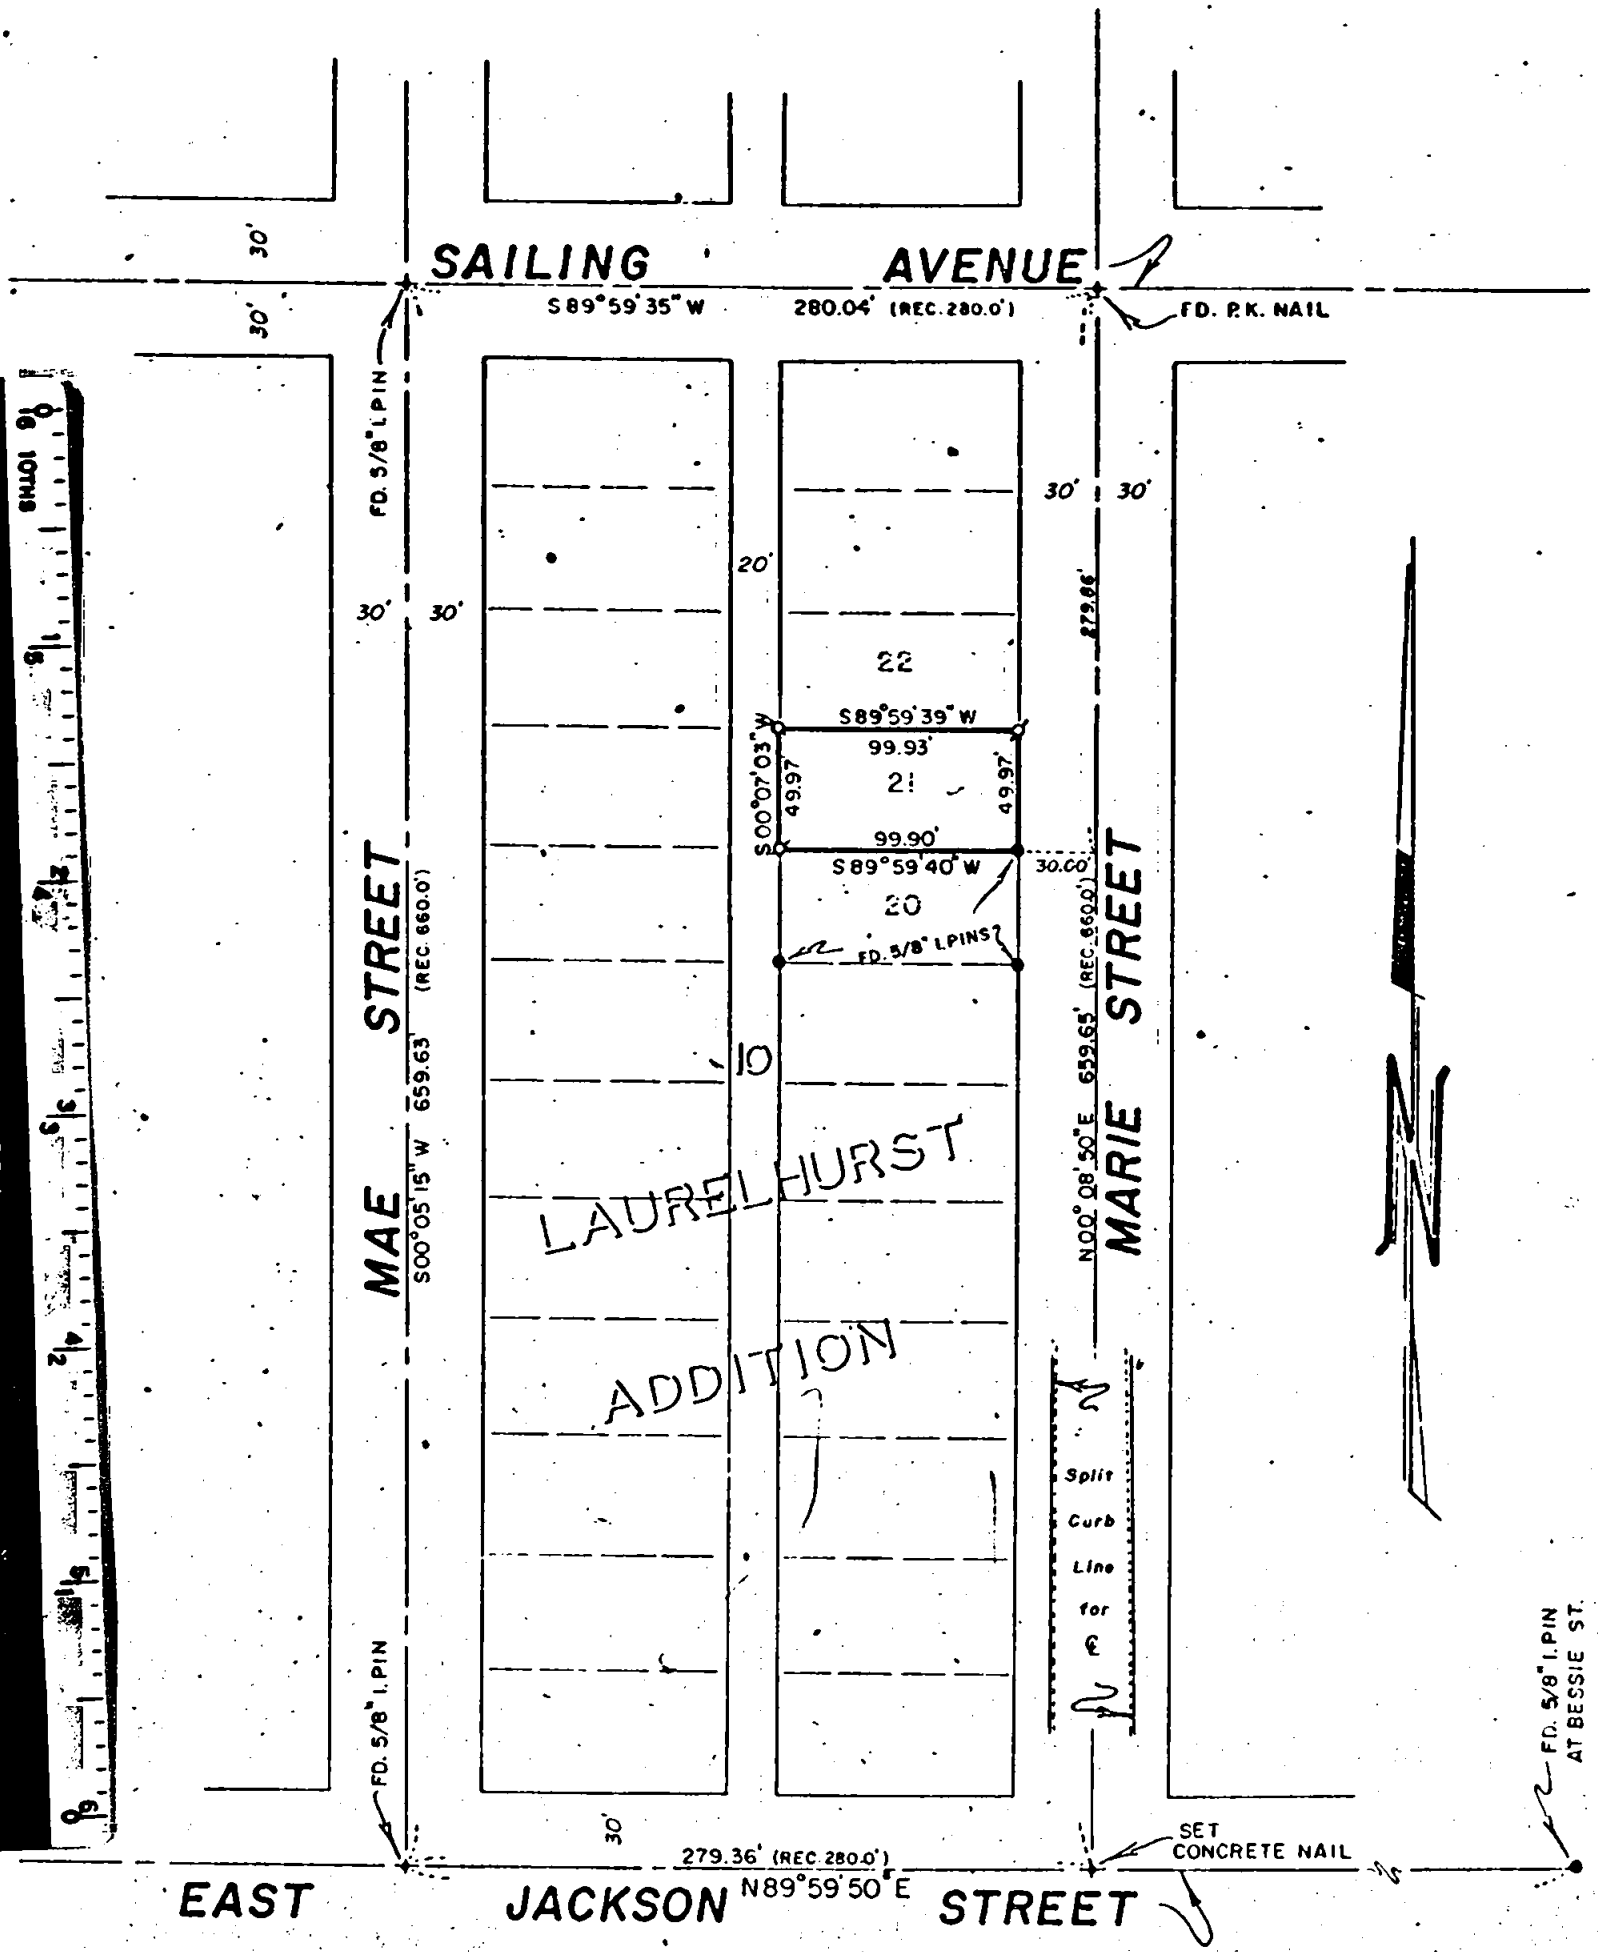 30'
SAILING AVENUE
S 89°59'35" W 280.04' (REC. 280.0')
FD. P.K. NAIL
30'
FD. 5/8" I.PIN
0
10THS
30' 30'
20'
279.86'
30' 30'
22
S 89°59'39" W
99.93'
S 00°07'03" W
49.97'
21
49.97'
99.90'
S 89°59'40" W
30.00'
20
FD. 5/8" I.PINS
MAE STREET
S00°05'15" W 659.63' (REC. 660.0')
MARIE STREET
N00°08'50" E 659.65' (REC. 660.0')
10
N
LAURELHURST
ADDITION
Split
Curb
Line
for
℄
FD. 5/8" I.PIN
30'
FD. 5/8" I.PIN
AT BESSIE ST.
SET
CONCRETE NAIL
279.36' (REC. 280.0')
N89°59'50" E
EAST JACKSON STREET